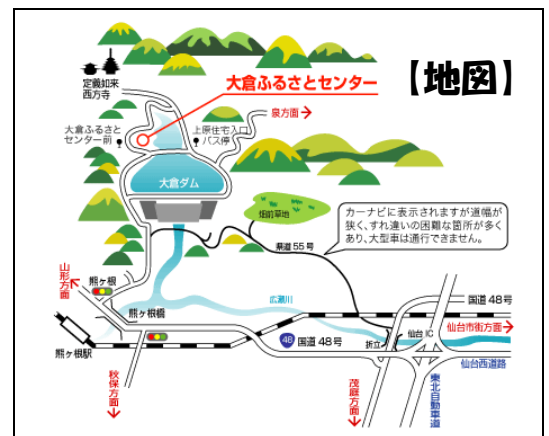 【地図】
定義如来
西方寺
大倉ふるさとセンター
泉方面
大倉ふるさと
センター前
上原住宅入口
バス停
大倉ダム
畑前草地
カーナビに表示されますが道幅が
狭く、すれ違いの困難な箇所が多く
あり、大型車は通行できません。
県道55号
山形方面
熊ヶ根
熊ヶ根橋
広瀬川
国道48号
仙台市街方面
仙台IC
折立
48 国道48号
熊ヶ根駅
仙台西道路
秋保方面
茂庭方面
東北自動車道